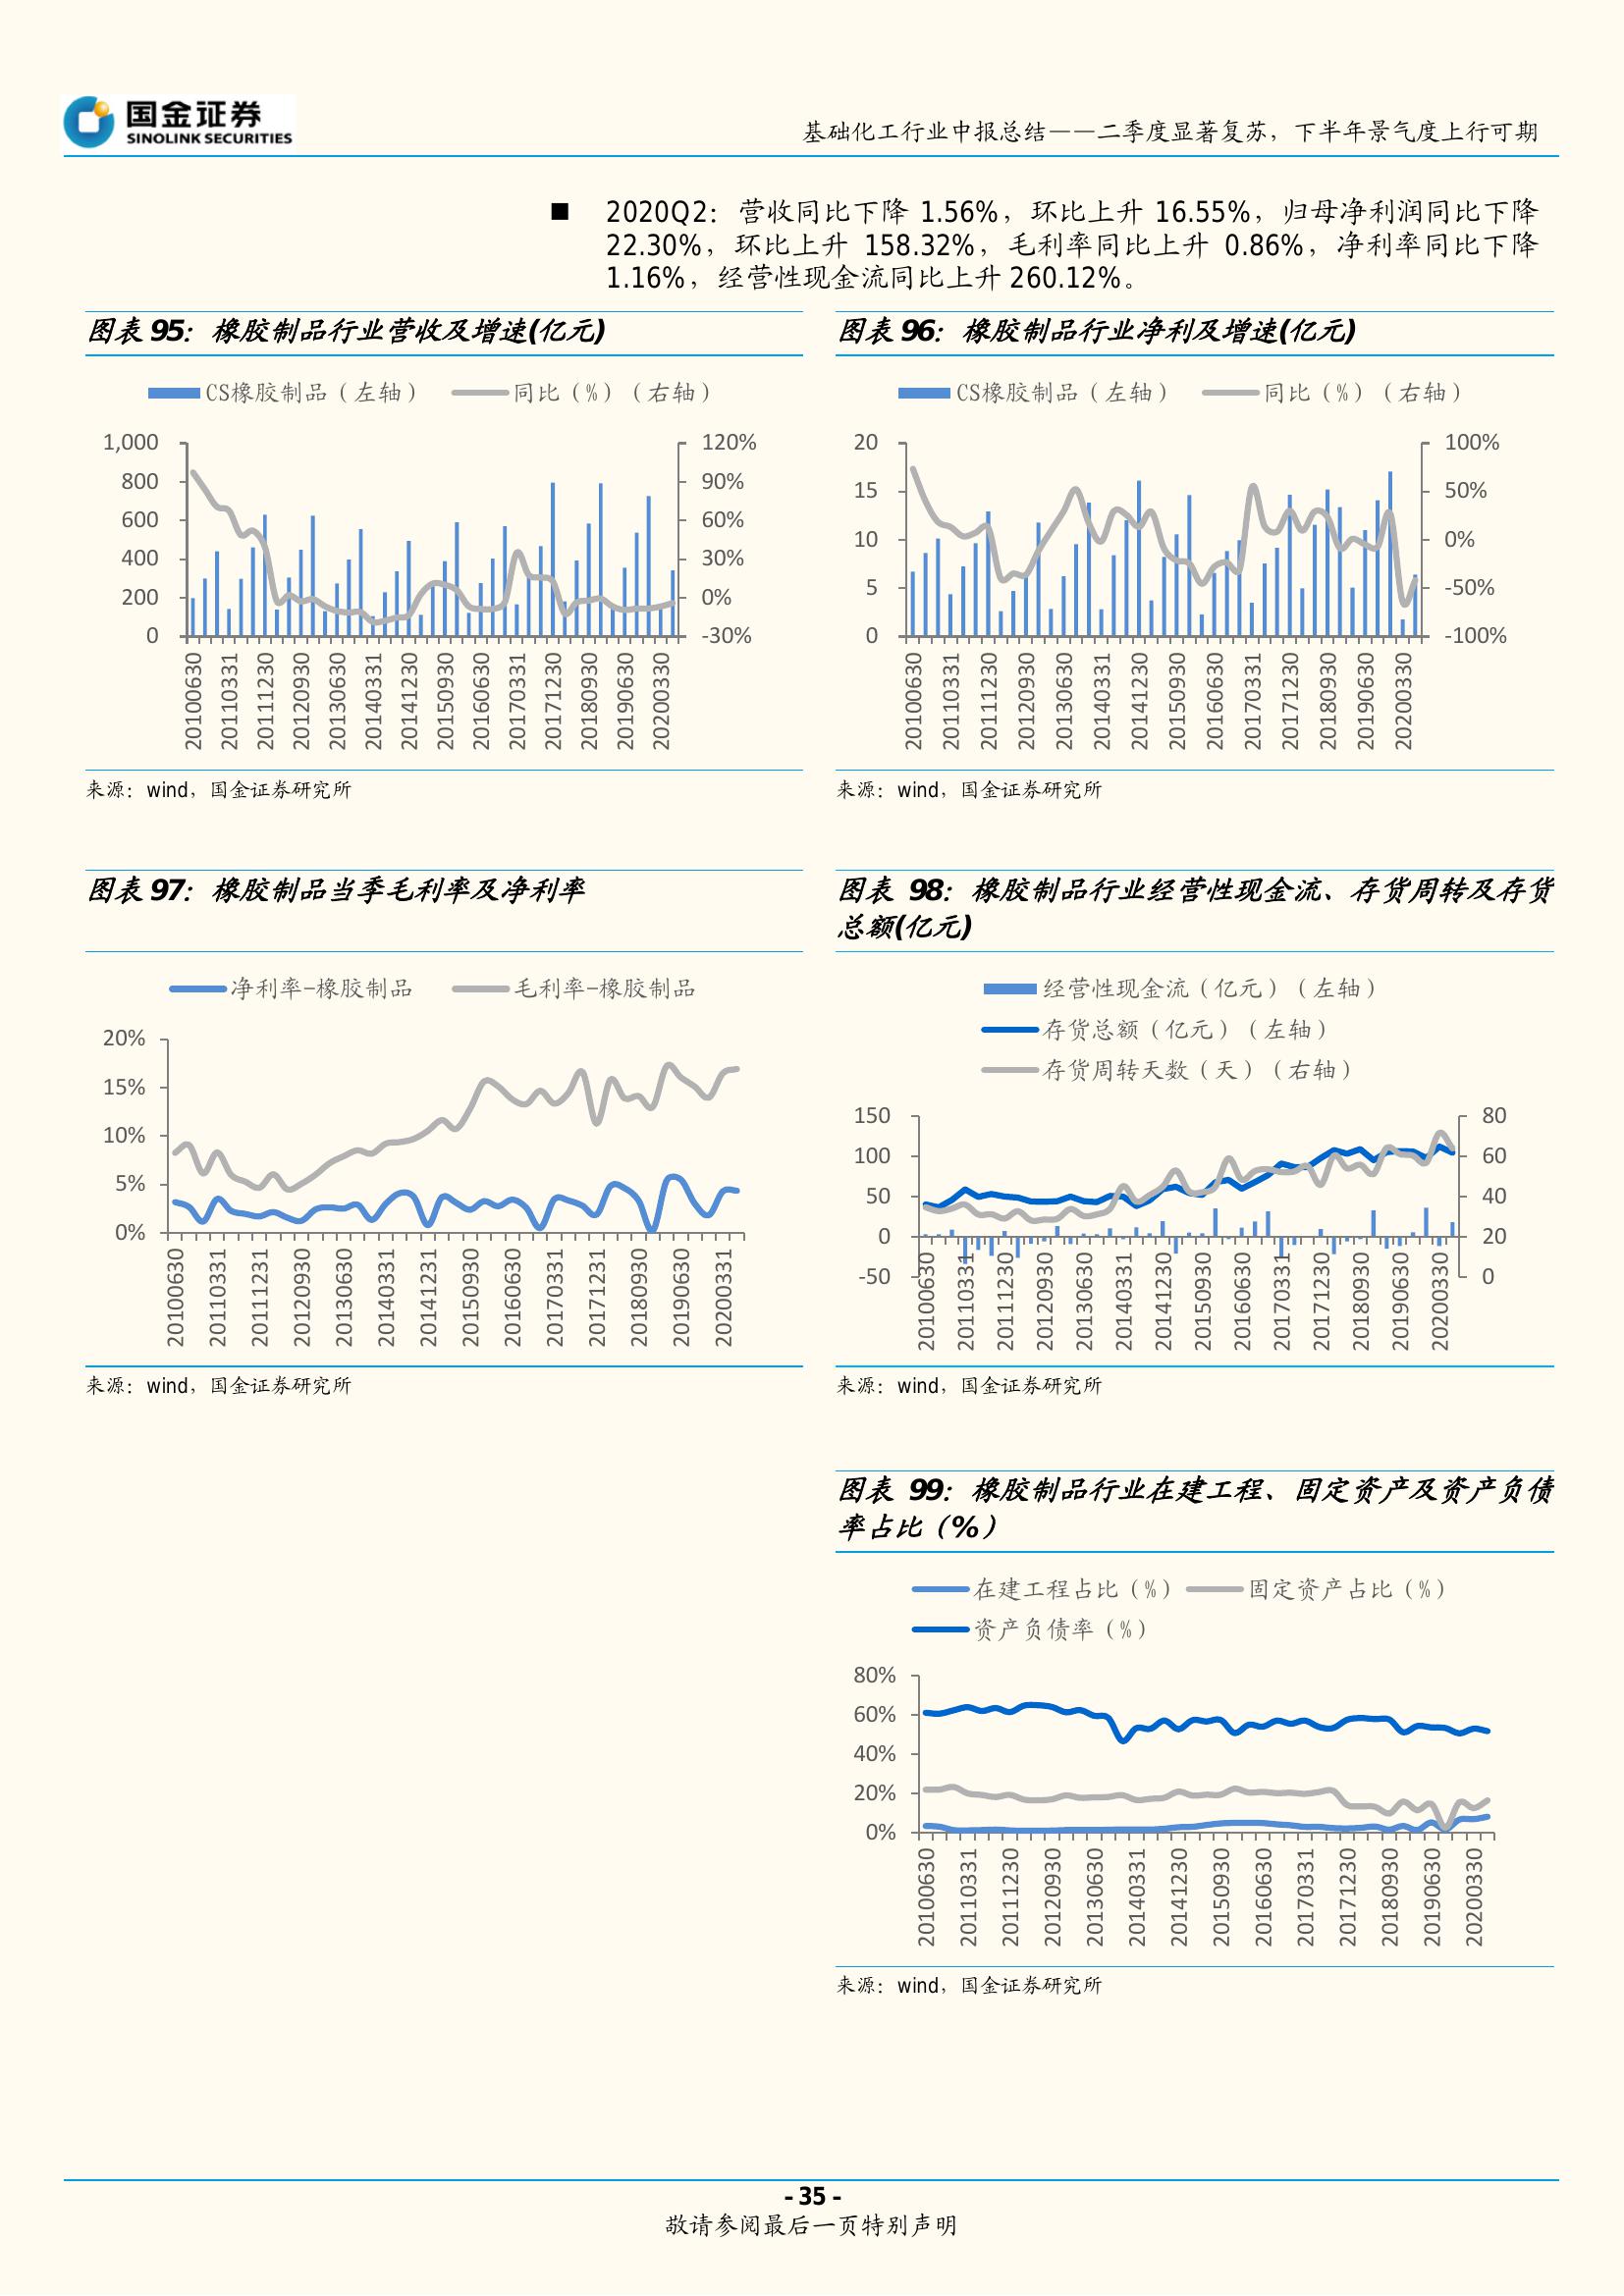 国金证券
SINOLINK SECURITIES
基础化工行业中报总结——二季度显著复苏，下半年景气度上行可期
■ 2020Q2：营收同比下降 1.56%，环比上升 16.55%，归母净利润同比下降
22.30%，环比上升 158.32%，毛利率同比上升 0.86%，净利率同比下降
1.16%，经营性现金流同比上升 260.12%。
图表 95：橡胶制品行业营收及增速(亿元)
CS橡胶制品（左轴） 同比（%）（右轴）
1,000 120%
800 90%
600 60%
400 30%
200 0%
0 -30%
20100630 20110331 20111230 20120930 20130630 20140331 20141230 20150930 20160630 20170331 20171230 20180930 20190630 20200330
来源：wind，国金证券研究所
图表 96：橡胶制品行业净利及增速(亿元)
CS橡胶制品（左轴） 同比（%）（右轴）
20 100%
15 50%
10 0%
5 -50%
0 -100%
20100630 20110331 20111230 20120930 20130630 20140331 20141230 20150930 20160630 20170331 20171230 20180930 20190630 20200330
来源：wind，国金证券研究所
图表 97：橡胶制品当季毛利率及净利率
净利率-橡胶制品 毛利率-橡胶制品
20%
15%
10%
5%
0%
20100630 20110331 20111231 20120930 20130630 20140331 20141231 20150930 20160630 20170331 20171231 20180930 20190630 20200331
来源：wind，国金证券研究所
图表 98：橡胶制品行业经营性现金流、存货周转及存货
总额(亿元)
经营性现金流（亿元）（左轴）
存货总额（亿元）（左轴）
存货周转天数（天）（右轴）
150 80
100 60
50 40
0 20
-50 0
20100630 20110331 20111230 20120930 20130630 20140331 20141230 20150930 20160630 20170331 20171230 20180930 20190630 20200330
来源：wind，国金证券研究所
图表 99：橡胶制品行业在建工程、固定资产及资产负债
率占比（%）
在建工程占比（%） 固定资产占比（%）
资产负债率（%）
80%
60%
40%
20%
0%
20100630 20110331 20111230 20120930 20130630 20140331 20141230 20150930 20160630 20170331 20171230 20180930 20190630 20200330
来源：wind，国金证券研究所
- 35 -
敬请参阅最后一页特别声明